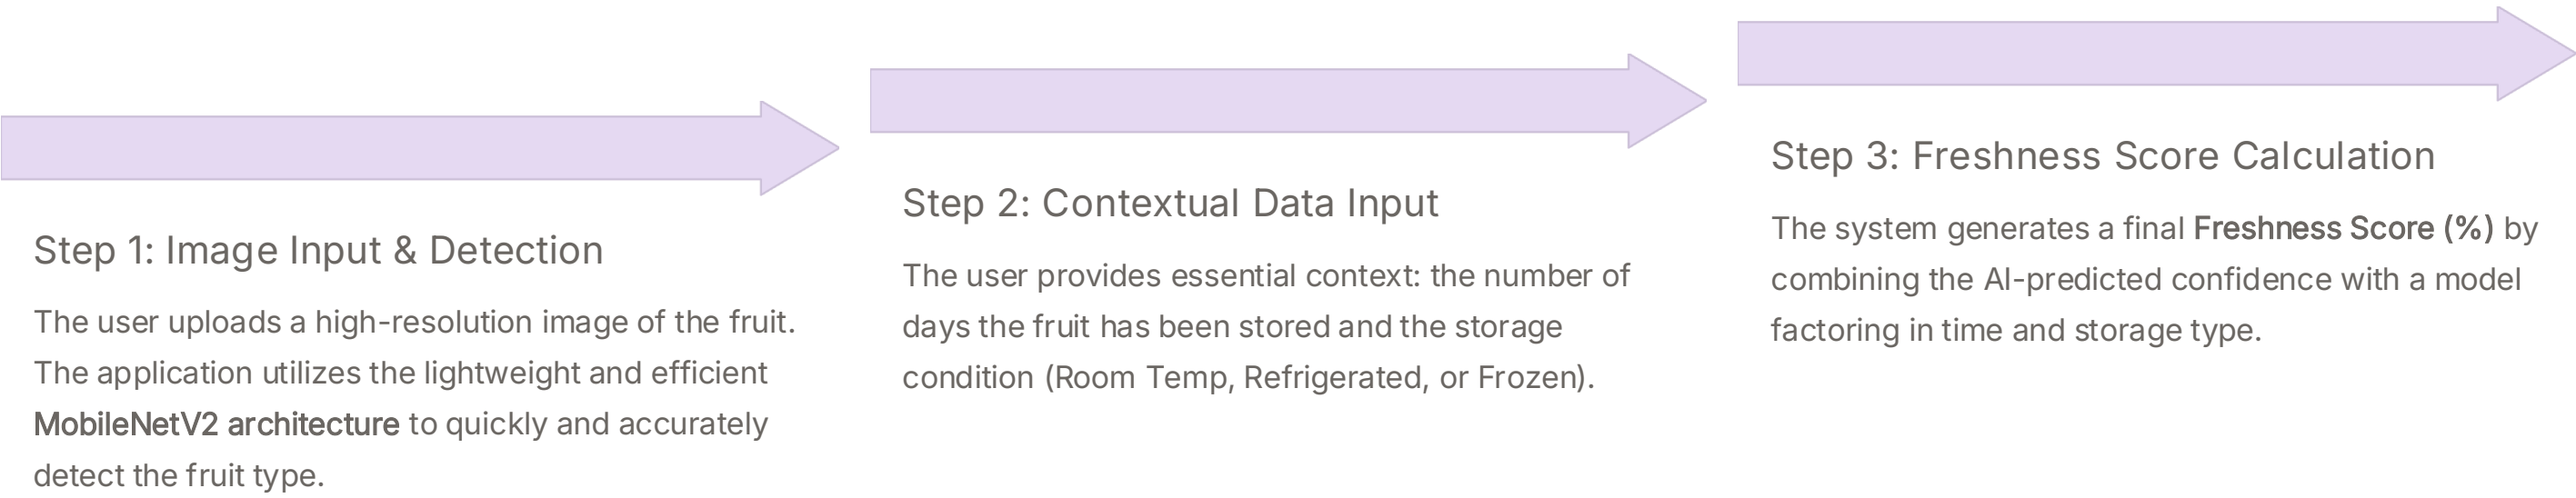 Step 1: Image Input & Detection
The user uploads a high-resolution image of the fruit.
The application utilizes the lightweight and efficient
MobileNetV2 architecture to quickly and accurately
detect the fruit type.
Step 2: Contextual Data Input
The user provides essential context: the number of
days the fruit has been stored and the storage
condition (Room Temp, Refrigerated, or Frozen).
Step 3: Freshness Score Calculation
The system generates a final Freshness Score (%) by
combining the AI-predicted confidence with a model
factoring in time and storage type.